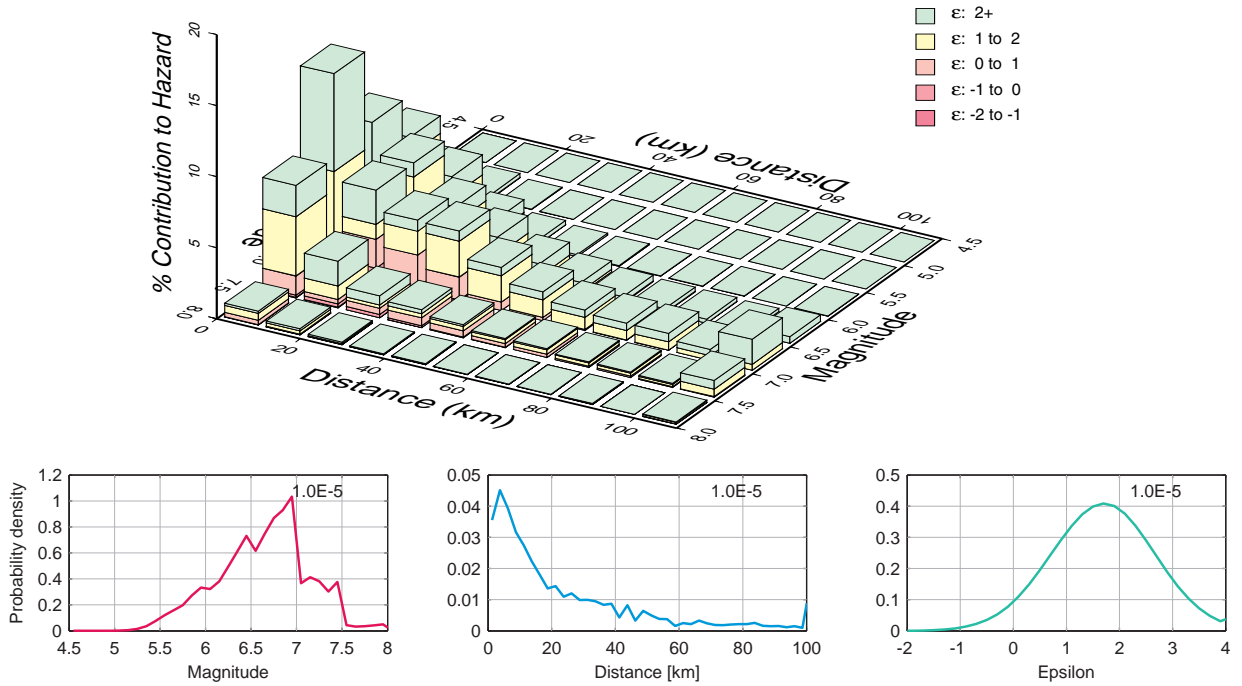 ε: 2+
ε: 1 to 2
ε: 0 to 1
ε: -1 to 0
ε: -2 to -1
% Contribution to Hazard
20
15
10
5
4.5
7.5
8.0
0
20
40
60
80
100
Distance (km)
0
20
40
60
80
100
Distance (km)
4.5
5.0
5.5
6.0
6.5
7.0
7.5
8.0
Magnitude
Probability density
1.2
1
0.8
0.6
0.4
0.2
0
1.0E-5
4.5 5 5.5 6 6.5 7 7.5 8
Magnitude
0.05
0.04
0.03
0.02
0.01
0
1.0E-5
0 20 40 60 80 100
Distance [km]
0.5
0.4
0.3
0.2
0.1
0
1.0E-5
-2 -1 0 1 2 3 4
Epsilon